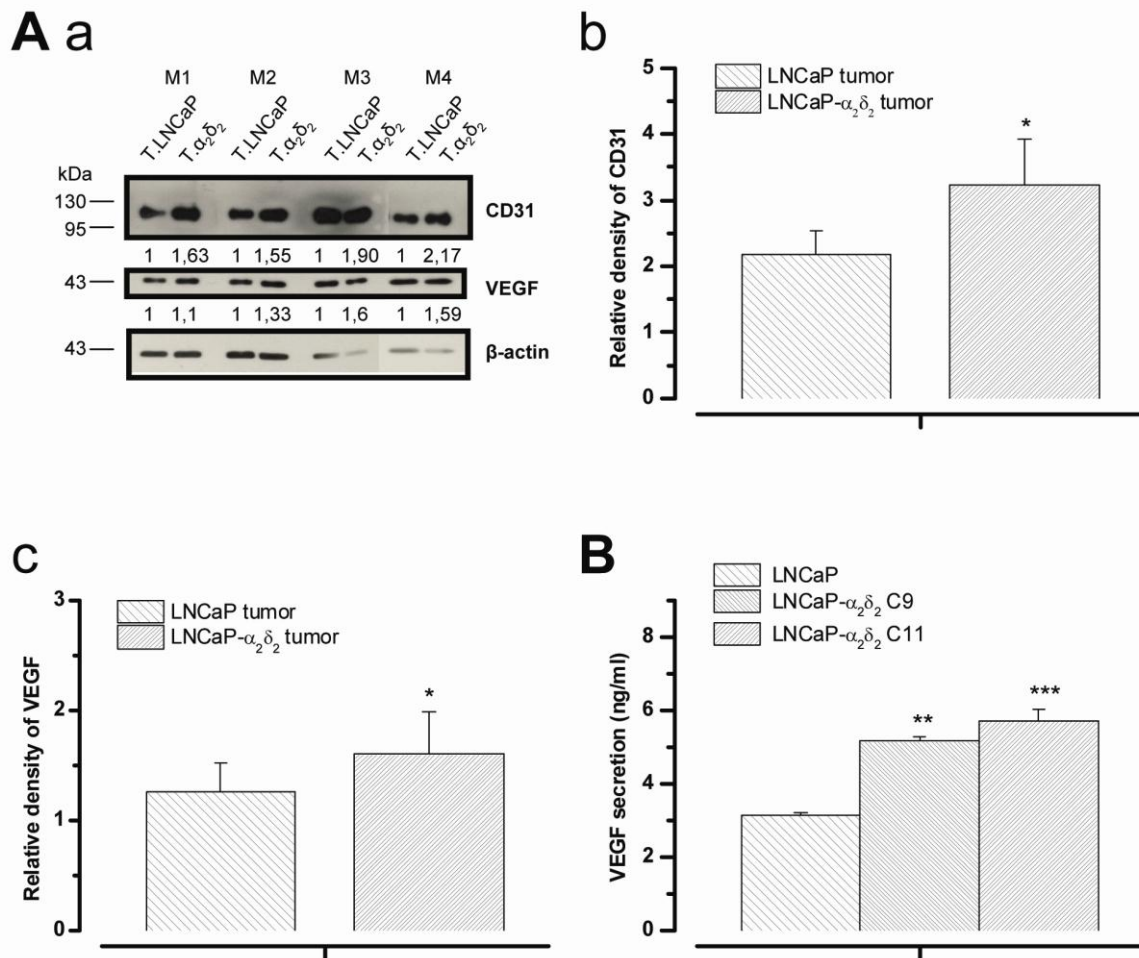 A a
M1 M2 M3 M4
T.LNCaP T.α₂δ₂ T.LNCaP T.α₂δ₂ T.LNCaP T.α₂δ₂ T.LNCaP T.α₂δ₂
kDa
130
95
CD31
1 1,63 1 1,55 1 1,90 1 2,17
43
VEGF
1 1,1 1 1,33 1 1,6 1 1,59
43
β-actin
b
LNCaP tumor
LNCaP-α₂δ₂ tumor
Relative density of CD31
5
4
3
2
1
0
*
c
LNCaP tumor
LNCaP-α₂δ₂ tumor
Relative density of VEGF
3
2
1
0
*
B
LNCaP
LNCaP-α₂δ₂ C9
LNCaP-α₂δ₂ C11
VEGF secretion (ng/ml)
8
6
4
2
0
**
***